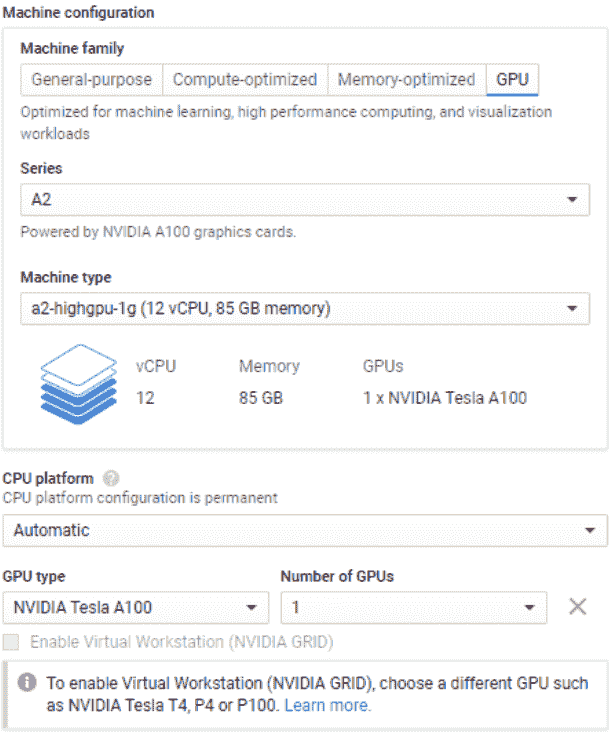 Machine configuration
Machine family
General-purpose Compute-optimized Memory-optimized GPU
Optimized for machine learning, high performance computing, and visualization
workloads
Series
A2
Powered by NVIDIA A100 graphics cards.
Machine type
a2-highgpu-1g (12 vCPU, 85 GB memory)
vCPU Memory GPUs
12 85 GB 1 x NVIDIA Tesla A100
CPU platform
CPU platform configuration is permanent
Automatic
GPU type Number of GPUs
NVIDIA Tesla A100 1
Enable Virtual Workstation (NVIDIA GRID)
To enable Virtual Workstation (NVIDIA GRID), choose a different GPU such
as NVIDIA Tesla T4, P4 or P100. Learn more.